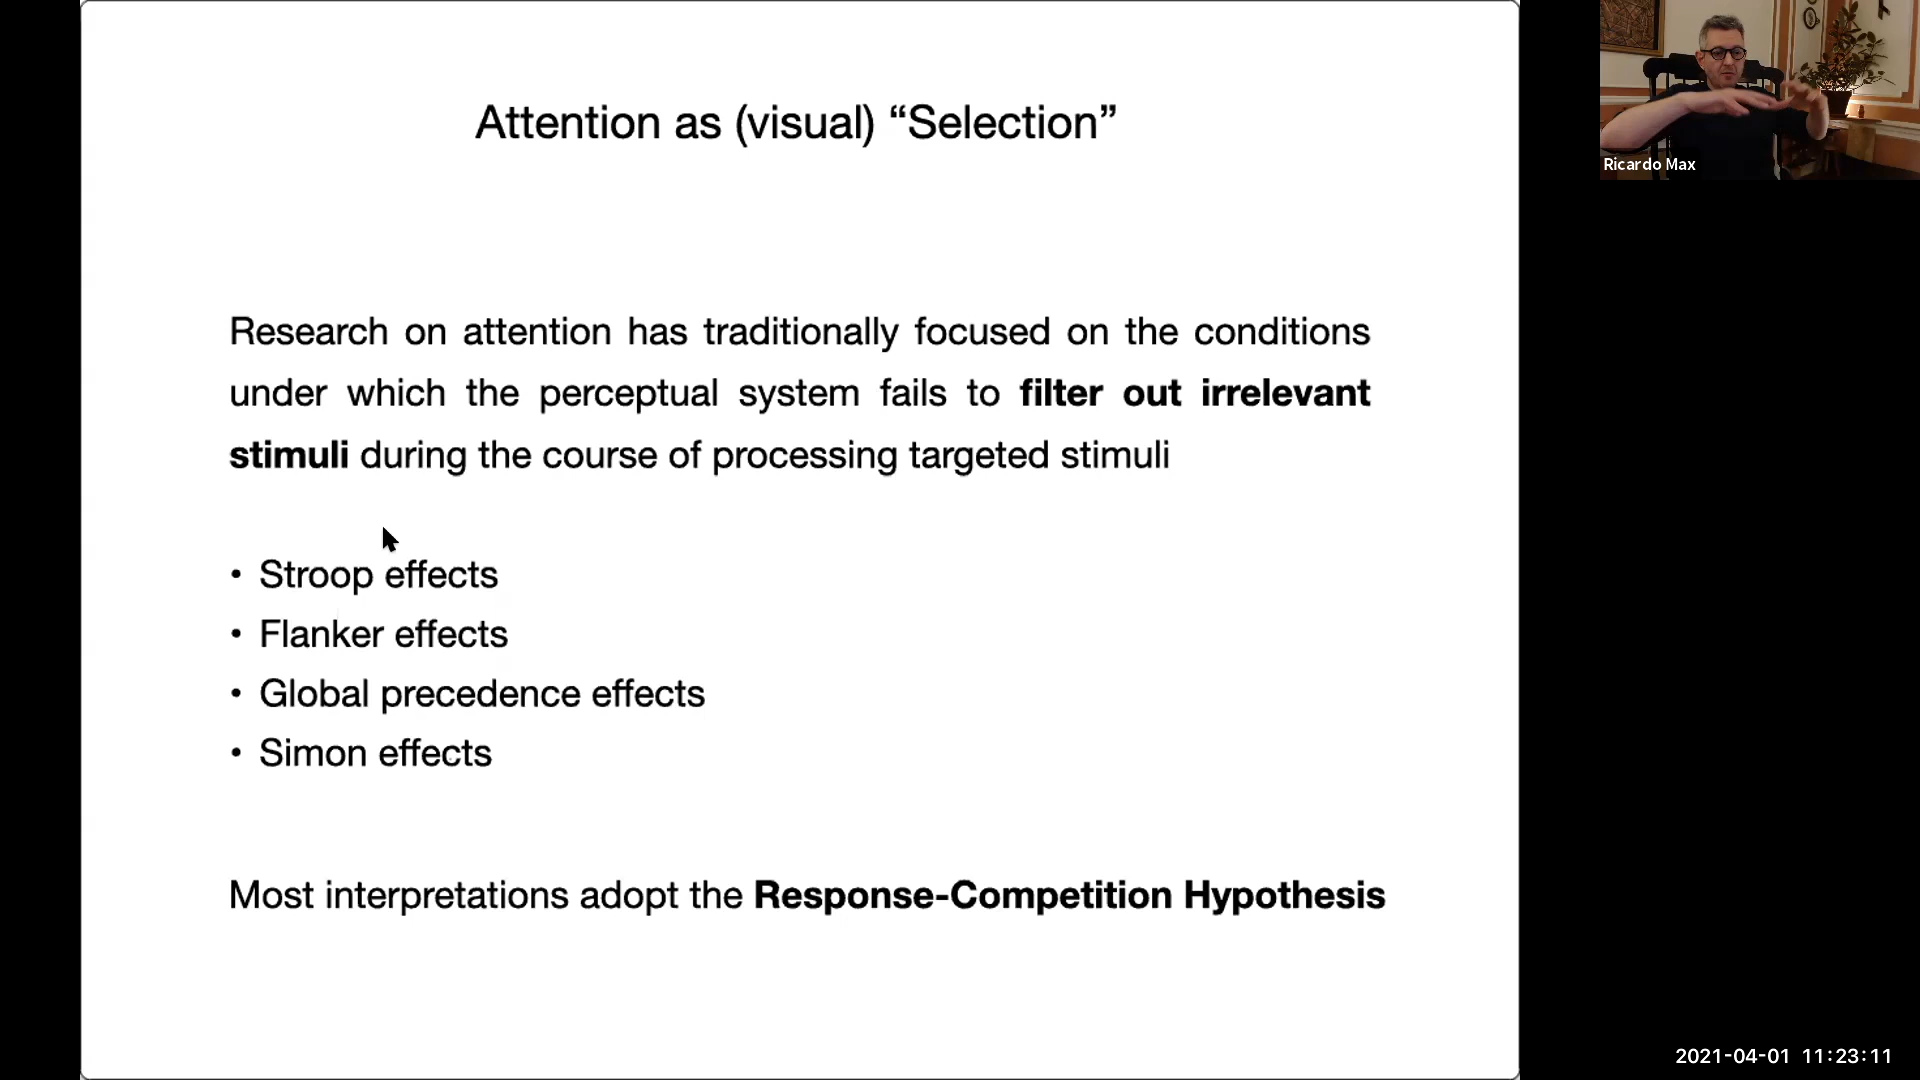 Attention as (visual) “Selection”
Research on attention has traditionally focused on the conditions
under which the perceptual system fails to filter out irrelevant
stimuli during the course of processing targeted stimuli
• Stroop effects
• Flanker effects
• Global precedence effects
• Simon effects
Most interpretations adopt the Response-Competition Hypothesis
Ricardo Max
2021-04-01 11:23:11